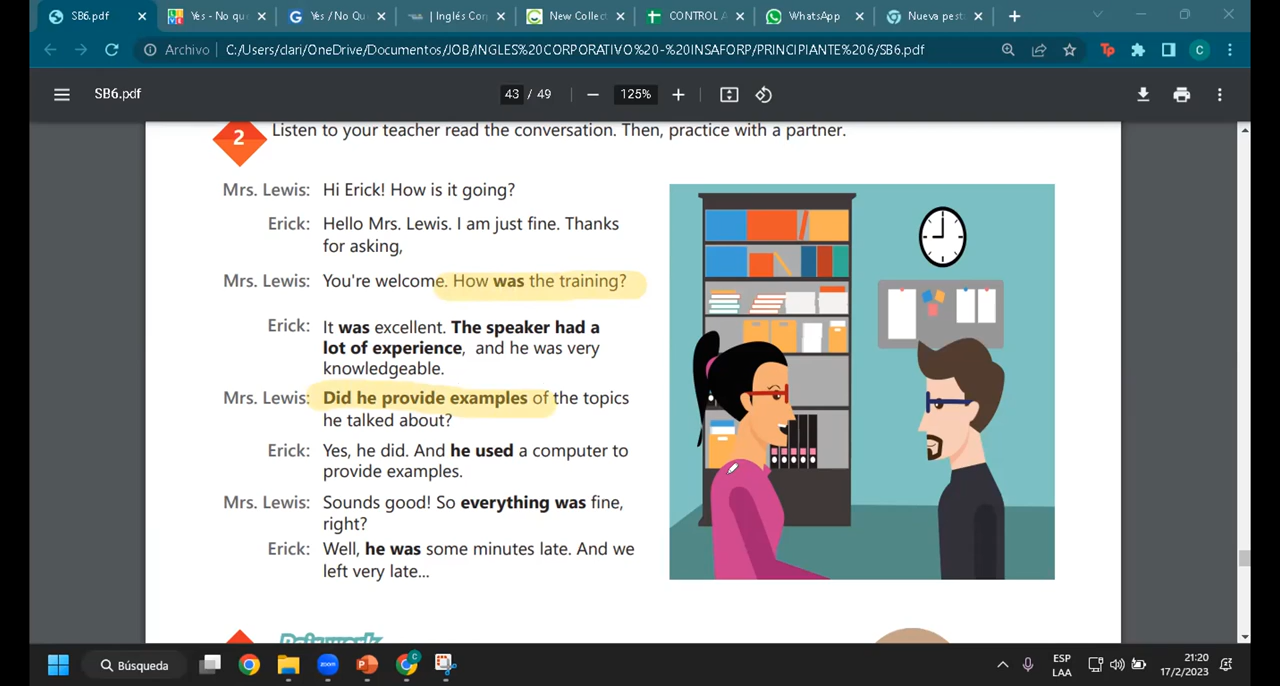 SB6.pdf
Yes - No qu
Yes / No Qu
| Inglés Cor
New Collec
CONTROL A
WhatsApp
Nueva pest
Archivo
C:/Users/dari/OneDrive/Documentos/JOB/INGLES%20CORPORATIVO%20-%20INSAFORP/PRINCIPIANTE%206/SB6.pdf
Tp
C
SB6.pdf
43 / 49
125%
2
Listen to your teacher read the conversation. Then, practice with a partner.
Mrs. Lewis: Hi Erick! How is it going?
Erick: Hello Mrs. Lewis. I am just fine. Thanks
for asking,
Mrs. Lewis: You're welcome. How was the training?
Erick: It was excellent. The speaker had a
lot of experience, and he was very
knowledgeable.
Mrs. Lewis: Did he provide examples of the topics
he talked about?
Erick: Yes, he did. And he used a computer to
provide examples.
Mrs. Lewis: Sounds good! So everything was fine,
right?
Erick: Well, he was some minutes late. And we
left very late...
Pair work
Búsqueda
zoom
C
ESP
LAA
21:20
17/2/2023